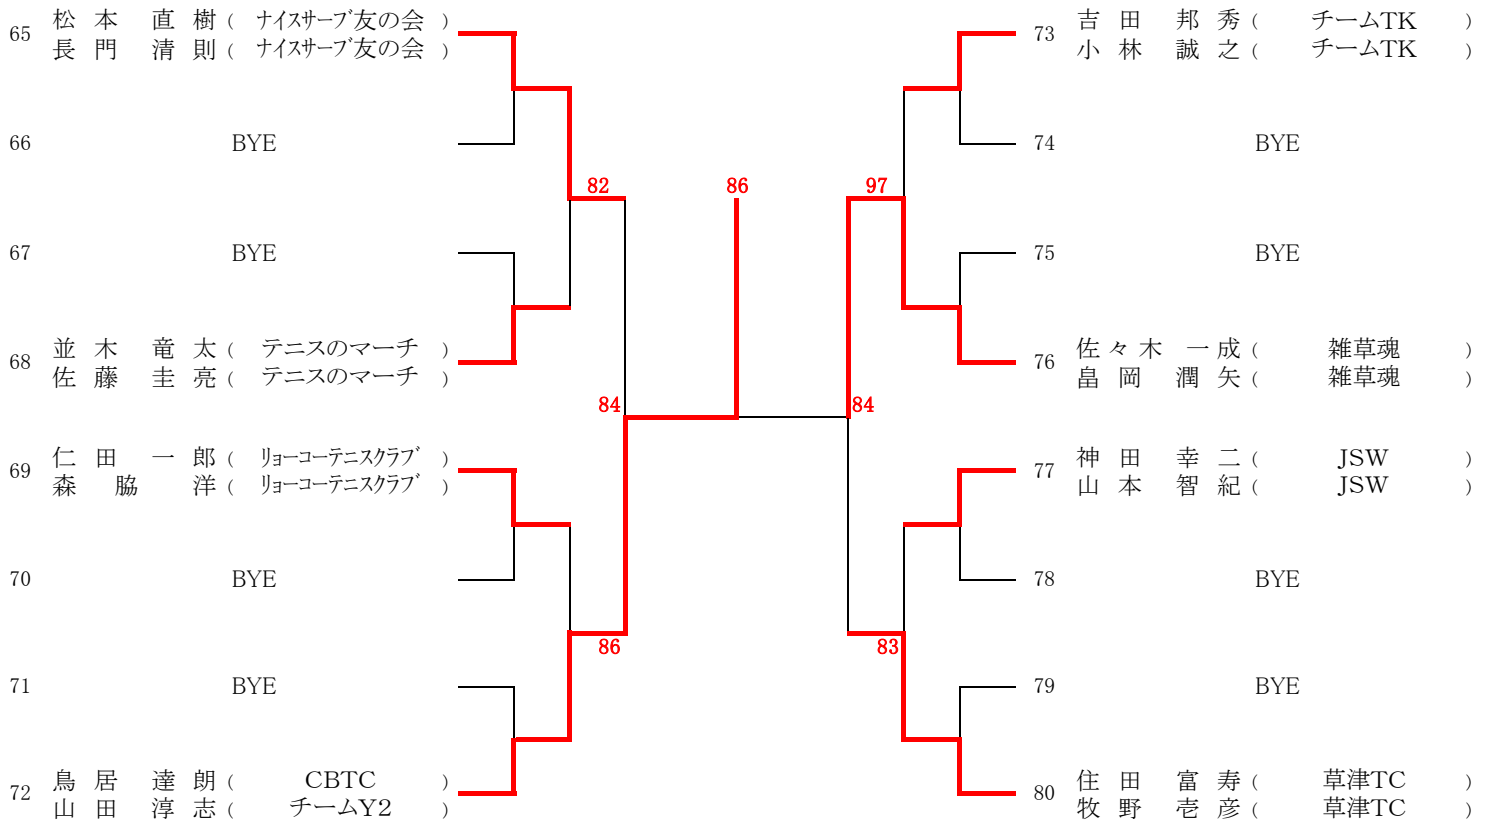 65 松本 直樹 ( ナイスサーブ友の会 )
長門 清則 ( ナイスサーブ友の会 )
66 BYE
82
67 BYE
68 並木 竜太 ( テニスのマーチ )
佐藤 圭亮 ( テニスのマーチ )
84
69 仁田 一郎 ( リョーコーテニスクラブ )
森脇 洋 ( リョーコーテニスクラブ )
70 BYE
86
71 BYE
72 鳥居 達朗 ( CBTC )
山田 淳志 ( チームY2 )
86
73 吉田 邦秀 ( チームTK )
小林 誠之 ( チームTK )
74 BYE
97
75 BYE
76 佐々木 一成 ( 雑草魂 )
畠岡 潤矢 ( 雑草魂 )
84
77 神田 幸二 ( JSW )
山本 智紀 ( JSW )
78 BYE
83
79 BYE
80 住田 富寿 ( 草津TC )
牧野 壱彦 ( 草津TC )